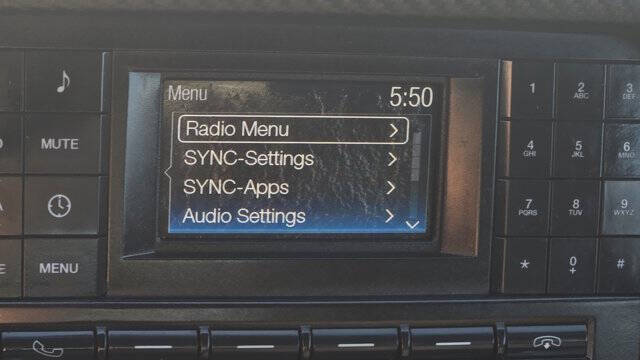 Menu 5:50
Radio Menu
SYNC-Settings
SYNC-Apps
Audio Settings
MUTE
MENU
1
2 ABC
3 DEF
4 GHI
5 JKL
6 MNO
7 PQRS
8 TUV
9 WXYZ
*
0 +
#